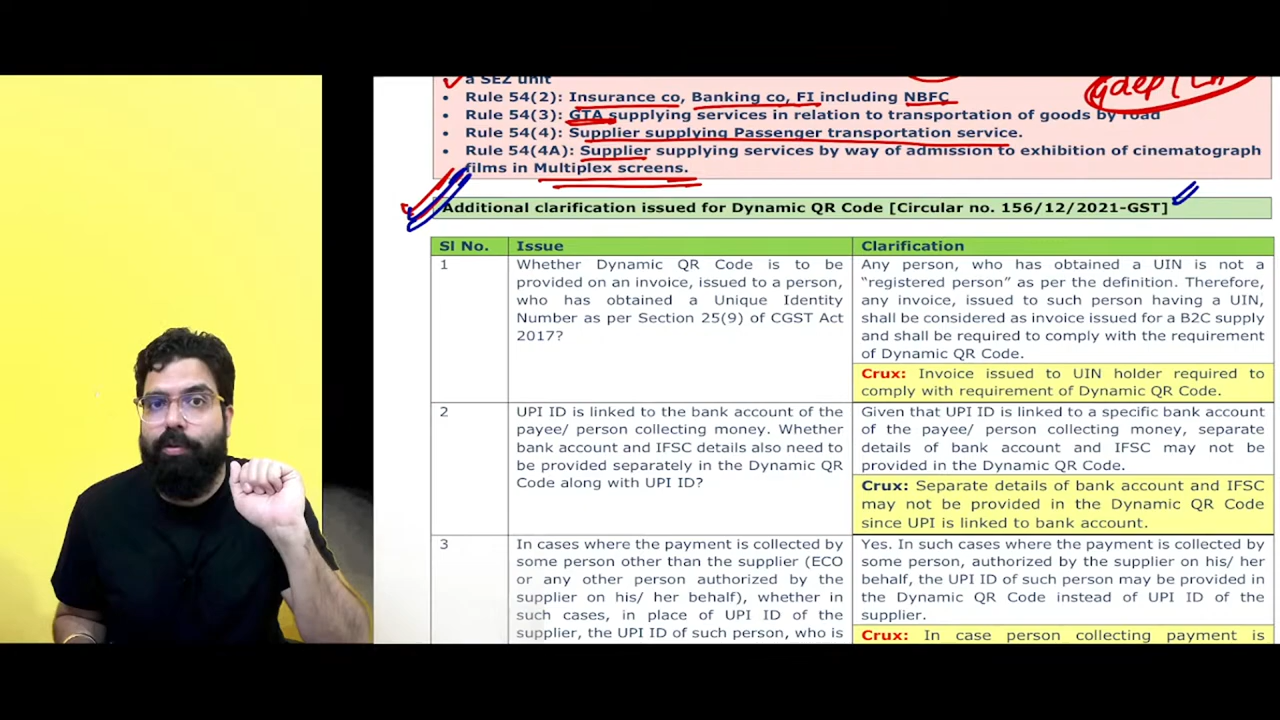 a SEZ unit
• Rule 54(2): Insurance co, Banking co, FI including NBFC
• Rule 54(3): GTA supplying services in relation to transportation of goods by road
• Rule 54(4): Supplier supplying Passenger transportation service.
• Rule 54(4A): Supplier supplying services by way of admission to exhibition of cinematograph
films in Multiplex screens.
Additional clarification issued for Dynamic QR Code [Circular no. 156/12/2021-GST]
Sl No. Issue Clarification
1
Whether Dynamic QR Code is to be
provided on an invoice, issued to a person,
who has obtained a Unique Identity
Number as per Section 25(9) of CGST Act
2017?
Any person, who has obtained a UIN is not a
“registered person” as per the definition. Therefore,
any invoice, issued to such person having a UIN,
shall be considered as invoice issued for a B2C supply
and shall be required to comply with the requirement
of Dynamic QR Code.
Crux: Invoice issued to UIN holder required to
comply with requirement of Dynamic QR Code.
2
UPI ID is linked to the bank account of the
payee/ person collecting money. Whether
bank account and IFSC details also need to
be provided separately in the Dynamic QR
Code along with UPI ID?
Given that UPI ID is linked to a specific bank account
of the payee/ person collecting money, separate
details of bank account and IFSC may not be
provided in the Dynamic QR Code.
Crux: Separate details of bank account and IFSC
may not be provided in the Dynamic QR Code
since UPI is linked to bank account.
3
In cases where the payment is collected by
some person other than the supplier (ECO
or any other person authorized by the
supplier on his/ her behalf), whether in
such cases, in place of UPI ID of the
supplier, the UPI ID of such person, who is
Yes. In such cases where the payment is collected by
some person, authorized by the supplier on his/ her
behalf, the UPI ID of such person may be provided in
the Dynamic QR Code instead of UPI ID of the
supplier.
Crux: In case person collecting payment is